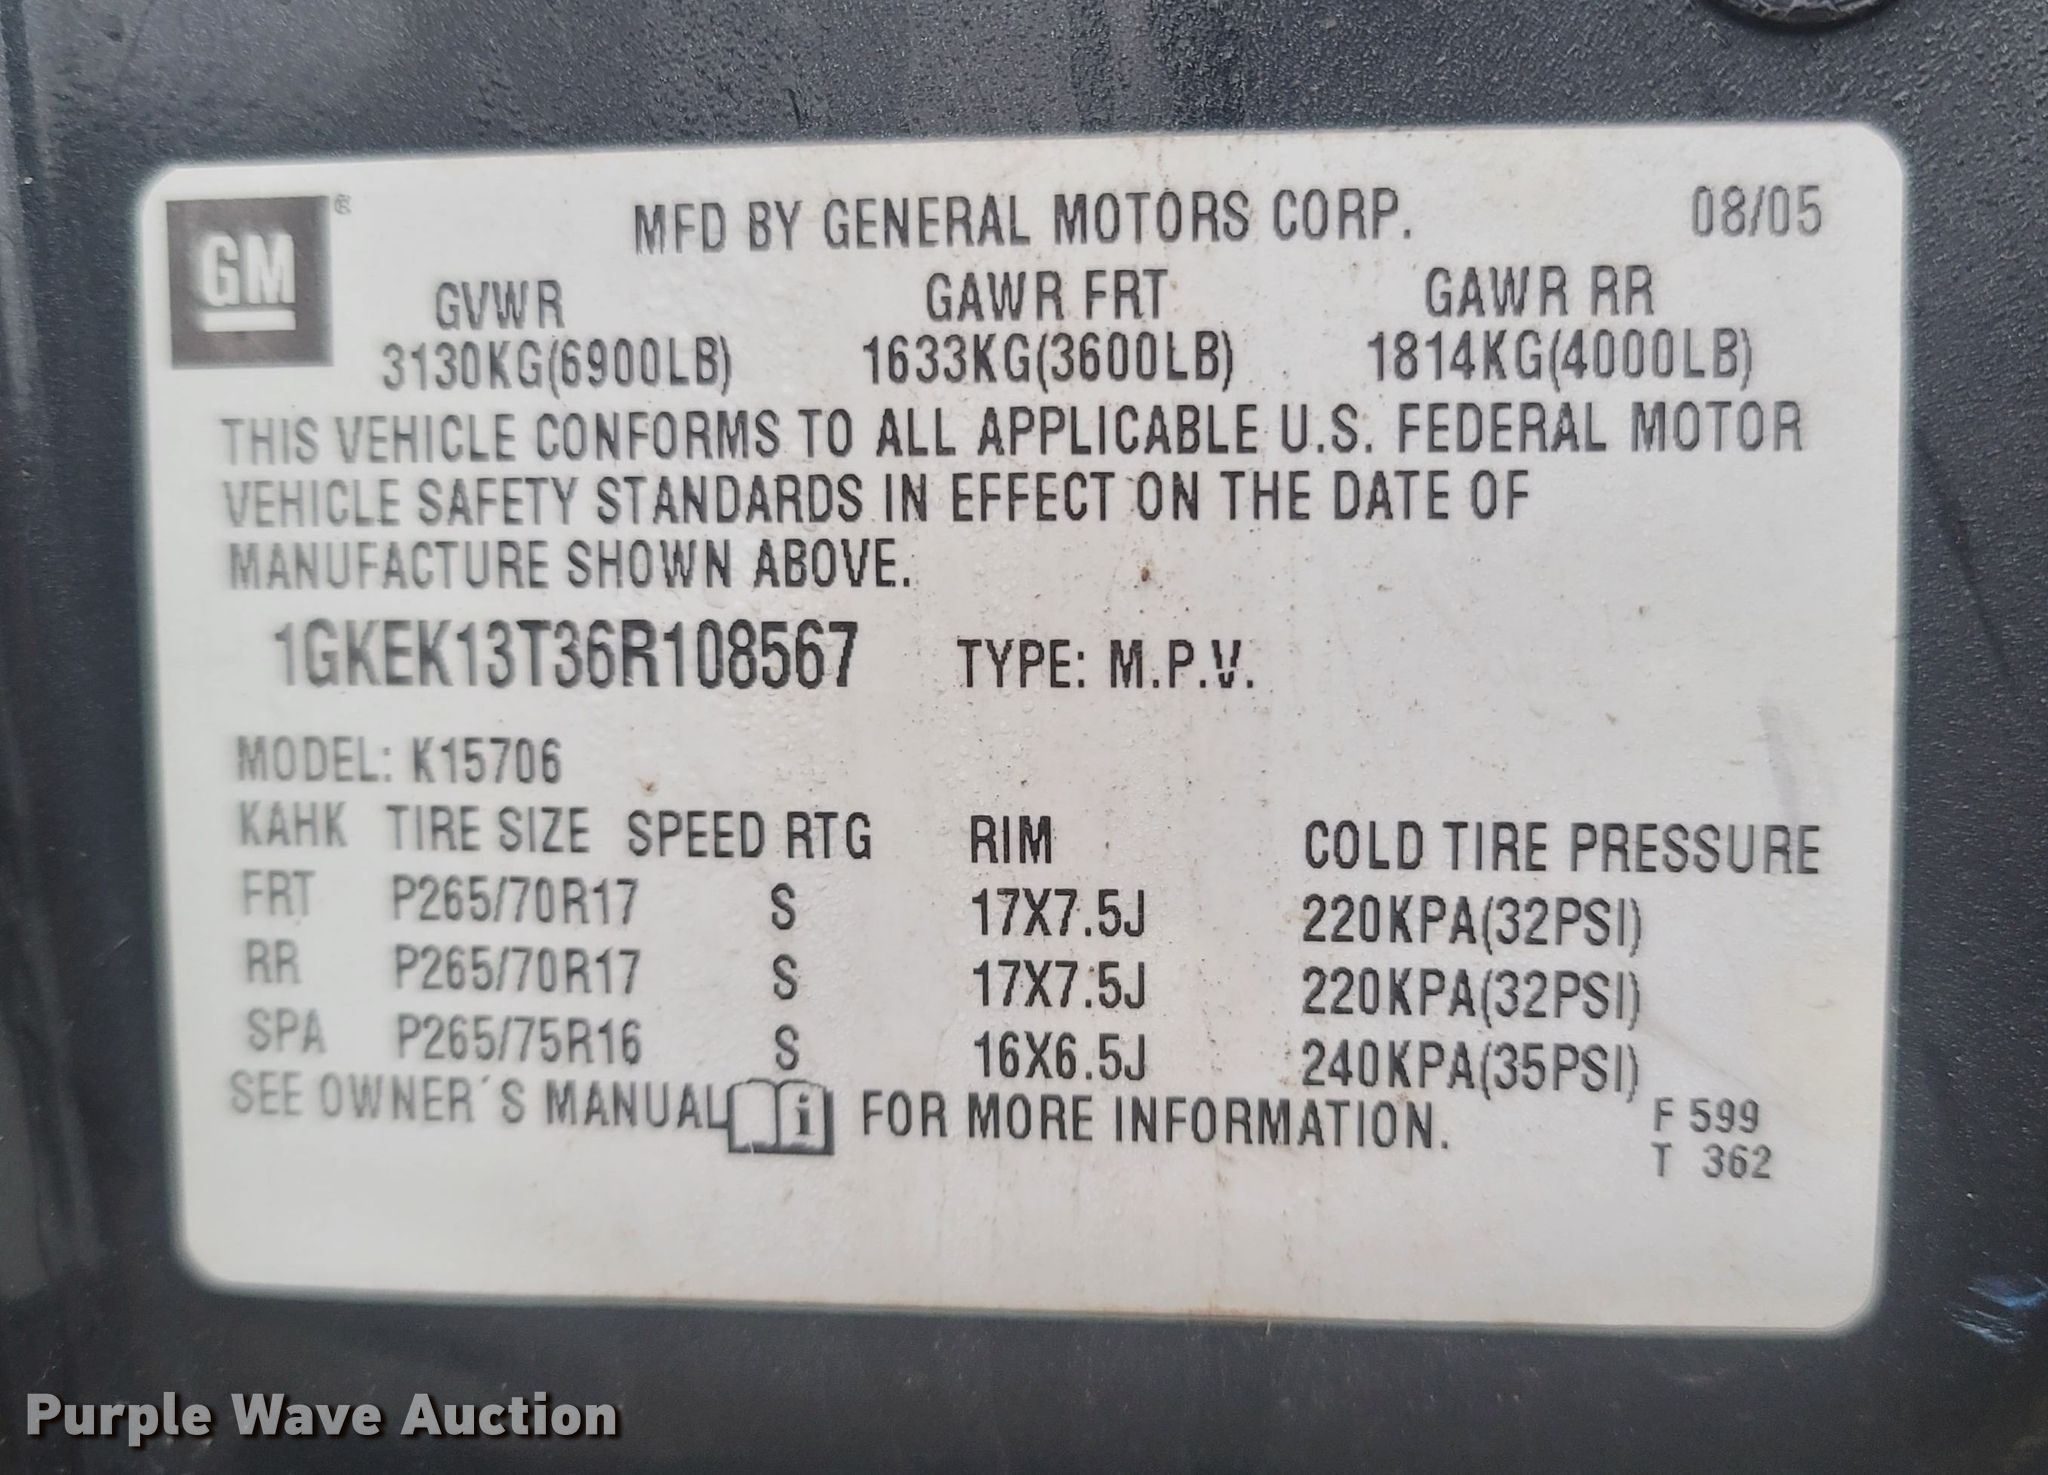 GM ®
MFD BY GENERAL MOTORS CORP. 08/05
GVWR GAWR FRT GAWR RR
3130KG(6900LB) 1633KG(3600LB) 1814KG(4000LB)
THIS VEHICLE CONFORMS TO ALL APPLICABLE U.S. FEDERAL MOTOR
VEHICLE SAFETY STANDARDS IN EFFECT ON THE DATE OF
MANUFACTURE SHOWN ABOVE.
1GKEK13T36R108567 TYPE: M.P.V.
MODEL: K15706
KAHK TIRE SIZE SPEED RTG RIM COLD TIRE PRESSURE
FRT P265/70R17 S 17X7.5J 220KPA(32PSI)
RR P265/70R17 S 17X7.5J 220KPA(32PSI)
SPA P265/75R16 S 16X6.5J 240KPA(35PSI)
SEE OWNER´S MANUAL i FOR MORE INFORMATION.
F 599
T 362
Purple Wave Auction